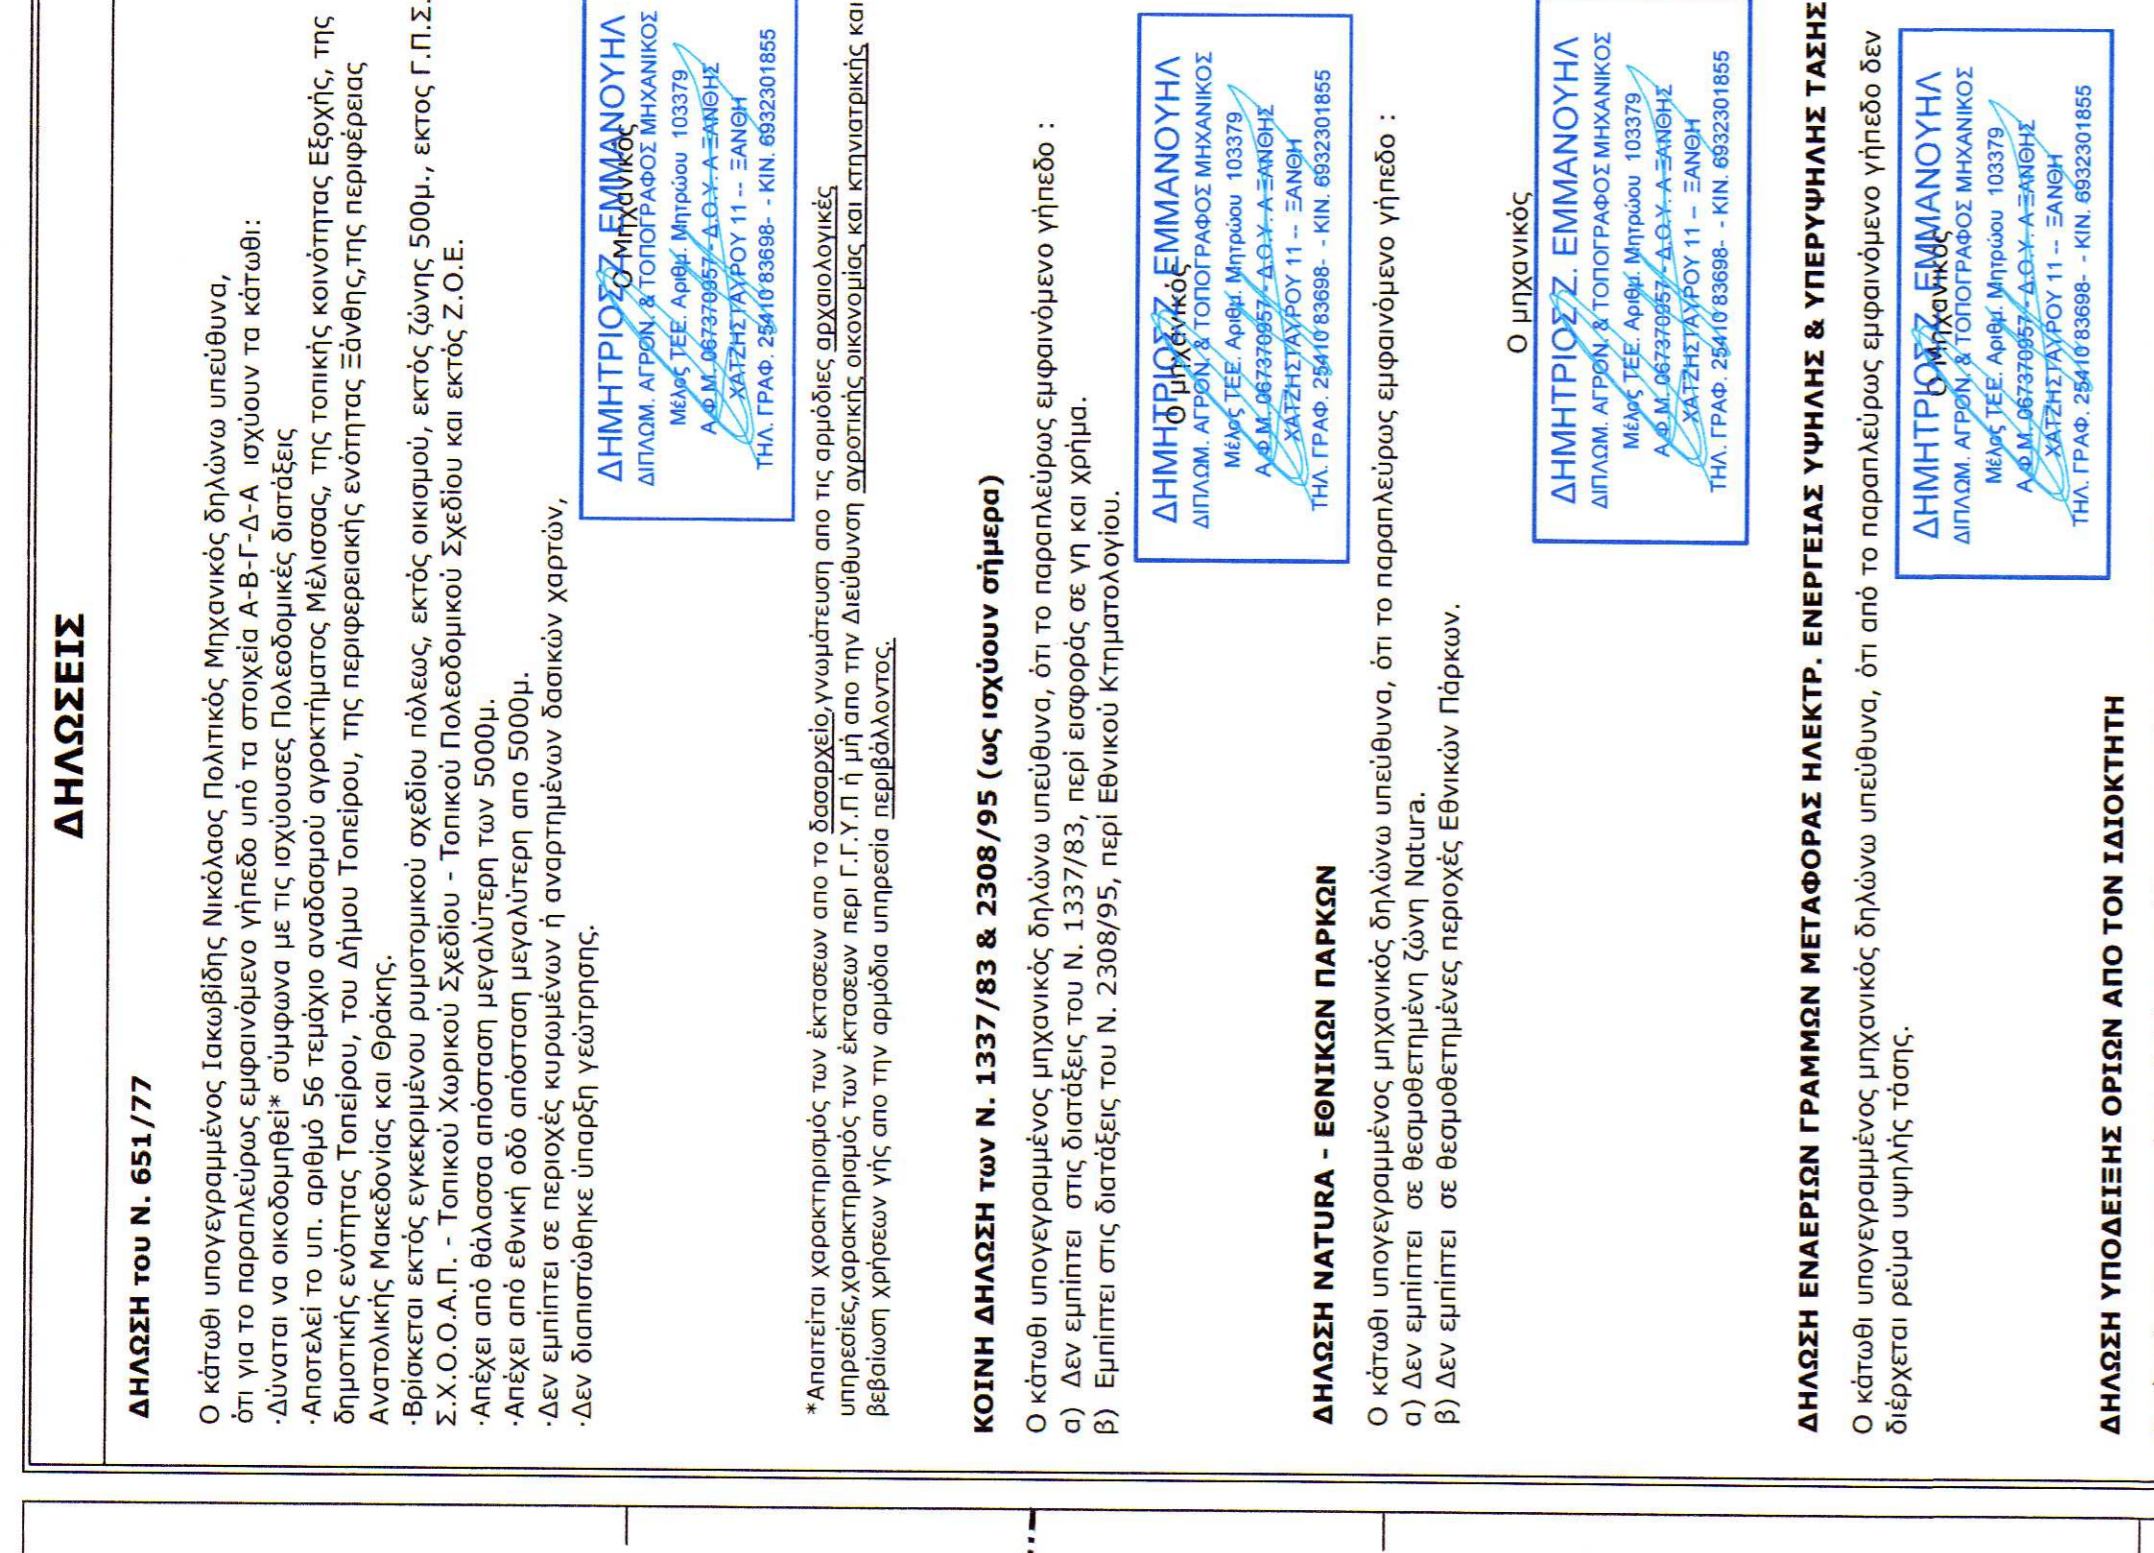 ΔΗΛΩΣΕΙΣ
ΔΗΛΩΣΗ του Ν. 651/77
Ο κάτωθι υπογεγραμμένος Ιακωβίδης Νικόλαος Πολιτικός Μηχανικός δηλώνω υπεύθυνα,
ότι για το παραπλεύρως εμφαινόμενο γήπεδο υπό τα στοιχεία Α-Β-Γ-Δ-Α ισχύουν τα κάτωθι:
·Δύναται να οικοδομηθεί* σύμφωνα με τις ισχύουσες Πολεοδομικές διατάξεις
·Αποτελεί το υπ. αριθμό 56 τεμάχιο αναδασμού αγροκτήματος Μέλισσας, της τοπικής κοινότητας Εξοχής, της
δημοτικής ενότητας Τοπείρου, του Δήμου Τοπείρου, της περιφερειακής ενότητας Ξάνθης,της περιφέρειας
Ανατολικής Μακεδονίας και Θράκης.
·Βρίσκεται εκτός εγκεκριμένου ρυμοτομικού σχεδίου πόλεως, εκτός οικισμού, εκτός ζώνης 500μ., εκτος Γ.Π.Σ.
Σ.Χ.Ο.Ο.Α.Π. - Τοπικού Χωρικού Σχεδίου - Τοπικού Πολεοδομικού Σχεδίου και εκτός Ζ.Ο.Ε.
·Απέχει από θάλασσα απόσταση μεγαλύτερη των 5000μ.
·Απέχει από εθνική οδό απόσταση μεγαλύτερη απο 5000μ.
·Δεν εμπίπτει σε περιοχές κυρωμένων ή αναρτημένων δασικών χαρτών,
·Δεν διαπιστώθηκε ύπαρξη γεώτρησης.
Ο Μηχανικός
ΔΗΜΗΤΡΙΟΣ Ζ. ΕΜΜΑΝΟΥΗΛ
ΔΙΠΛΩΜ. ΑΓΡΟΝ. & ΤΟΠΟΓΡΑΦΟΣ ΜΗΧΑΝΙΚΟΣ
Μέλος ΤΕΕ. Αριθμ. Μητρώου 103379
Α.Φ.Μ. 067370957 - Δ.Ο.Υ. Α ΞΑΝΘΗΣ
ΧΑΤΖΗΣΤΑΥΡΟΥ 11 -- ΞΑΝΘΗ
ΤΗΛ. ΓΡΑΦ. 25410 83698- - ΚΙΝ. 6932301855
*Απαιτείται χαρακτηρισμός των έκτασεων απο το δασαρχείο,γνωμάτευση απο τις αρμόδιες αρχαιολογικές
υπηρεσίες,χαρακτηρισμός των έκτασεων περι Γ.Γ.Υ.Π ή μή απο την Διεύθυνση αγροτικής οικονομίας και κτηνιατρικής και
βεβαίωση χρήσεων γής απο την αρμόδια υπηρεσία περιβάλλοντος.
ΚΟΙΝΗ ΔΗΛΩΣΗ των Ν. 1337/83 & 2308/95 (ως ισχύουν σήμερα)
Ο κάτωθι υπογεγραμμένος μηχανικός δηλώνω υπεύθυνα, ότι το παραπλεύρως εμφαινόμενο γήπεδο :
α) Δεν εμπίπτει στις διατάξεις του Ν. 1337/83, περί εισφοράς σε γη και χρήμα.
β) Εμπίπτει στις διατάξεις του Ν. 2308/95, περί Εθνικού Κτηματολογίου.
Ο μηχανικός
ΔΗΜΗΤΡΙΟΣ Ζ. ΕΜΜΑΝΟΥΗΛ
ΔΙΠΛΩΜ. ΑΓΡΟΝ. & ΤΟΠΟΓΡΑΦΟΣ ΜΗΧΑΝΙΚΟΣ
Μέλος ΤΕΕ. Αριθμ. Μητρώου 103379
Α.Φ.Μ. 067370957 - Δ.Ο.Υ. Α ΞΑΝΘΗΣ
ΧΑΤΖΗΣΤΑΥΡΟΥ 11 -- ΞΑΝΘΗ
ΤΗΛ. ΓΡΑΦ. 25410 83698- - ΚΙΝ. 6932301855
ΔΗΛΩΣΗ NATURA - ΕΘΝΙΚΩΝ ΠΑΡΚΩΝ
Ο κάτωθι υπογεγραμμένος μηχανικός δηλώνω υπεύθυνα, ότι το παραπλεύρως εμφαινόμενο γήπεδο :
α) Δεν εμπίπτει σε θεσμοθετημένη ζώνη Natura.
β) Δεν εμπίπτει σε θεσμοθετημένες περιοχές Εθνικών Πάρκων.
Ο μηχανικός
ΔΗΜΗΤΡΙΟΣ Ζ. ΕΜΜΑΝΟΥΗΛ
ΔΙΠΛΩΜ. ΑΓΡΟΝ. & ΤΟΠΟΓΡΑΦΟΣ ΜΗΧΑΝΙΚΟΣ
Μέλος ΤΕΕ. Αριθμ. Μητρώου 103379
Α.Φ.Μ. 067370957 - Δ.Ο.Υ. Α ΞΑΝΘΗΣ
ΧΑΤΖΗΣΤΑΥΡΟΥ 11 -- ΞΑΝΘΗ
ΤΗΛ. ΓΡΑΦ. 25410 83698- - ΚΙΝ. 6932301855
ΔΗΛΩΣΗ ΕΝΑΕΡΙΩΝ ΓΡΑΜΜΩΝ ΜΕΤΑΦΟΡΑΣ ΗΛΕΚΤΡ. ΕΝΕΡΓΕΙΑΣ ΥΨΗΛΗΣ & ΥΠΕΡΥΨΗΛΗΣ ΤΑΣΗΣ
Ο κάτωθι υπογεγραμμένος μηχανικός δηλώνω υπεύθυνα, ότι από το παραπλεύρως εμφαινόμενο γήπεδο δεν
διέρχεται ρεύμα υψηλής τάσης.
Ο Μηχανικός
ΔΗΜΗΤΡΙΟΣ Ζ. ΕΜΜΑΝΟΥΗΛ
ΔΙΠΛΩΜ. ΑΓΡΟΝ. & ΤΟΠΟΓΡΑΦΟΣ ΜΗΧΑΝΙΚΟΣ
Μέλος ΤΕΕ. Αριθμ. Μητρώου 103379
Α.Φ.Μ. 067370957 - Δ.Ο.Υ. Α ΞΑΝΘΗΣ
ΧΑΤΖΗΣΤΑΥΡΟΥ 11 -- ΞΑΝΘΗ
ΤΗΛ. ΓΡΑΦ. 25410 83698- - ΚΙΝ. 6932301855
ΔΗΛΩΣΗ ΥΠΟΔΕΙΞΗΣ ΟΡΙΩΝ ΑΠΟ ΤΟΝ ΙΔΙΟΚΤΗΤΗ